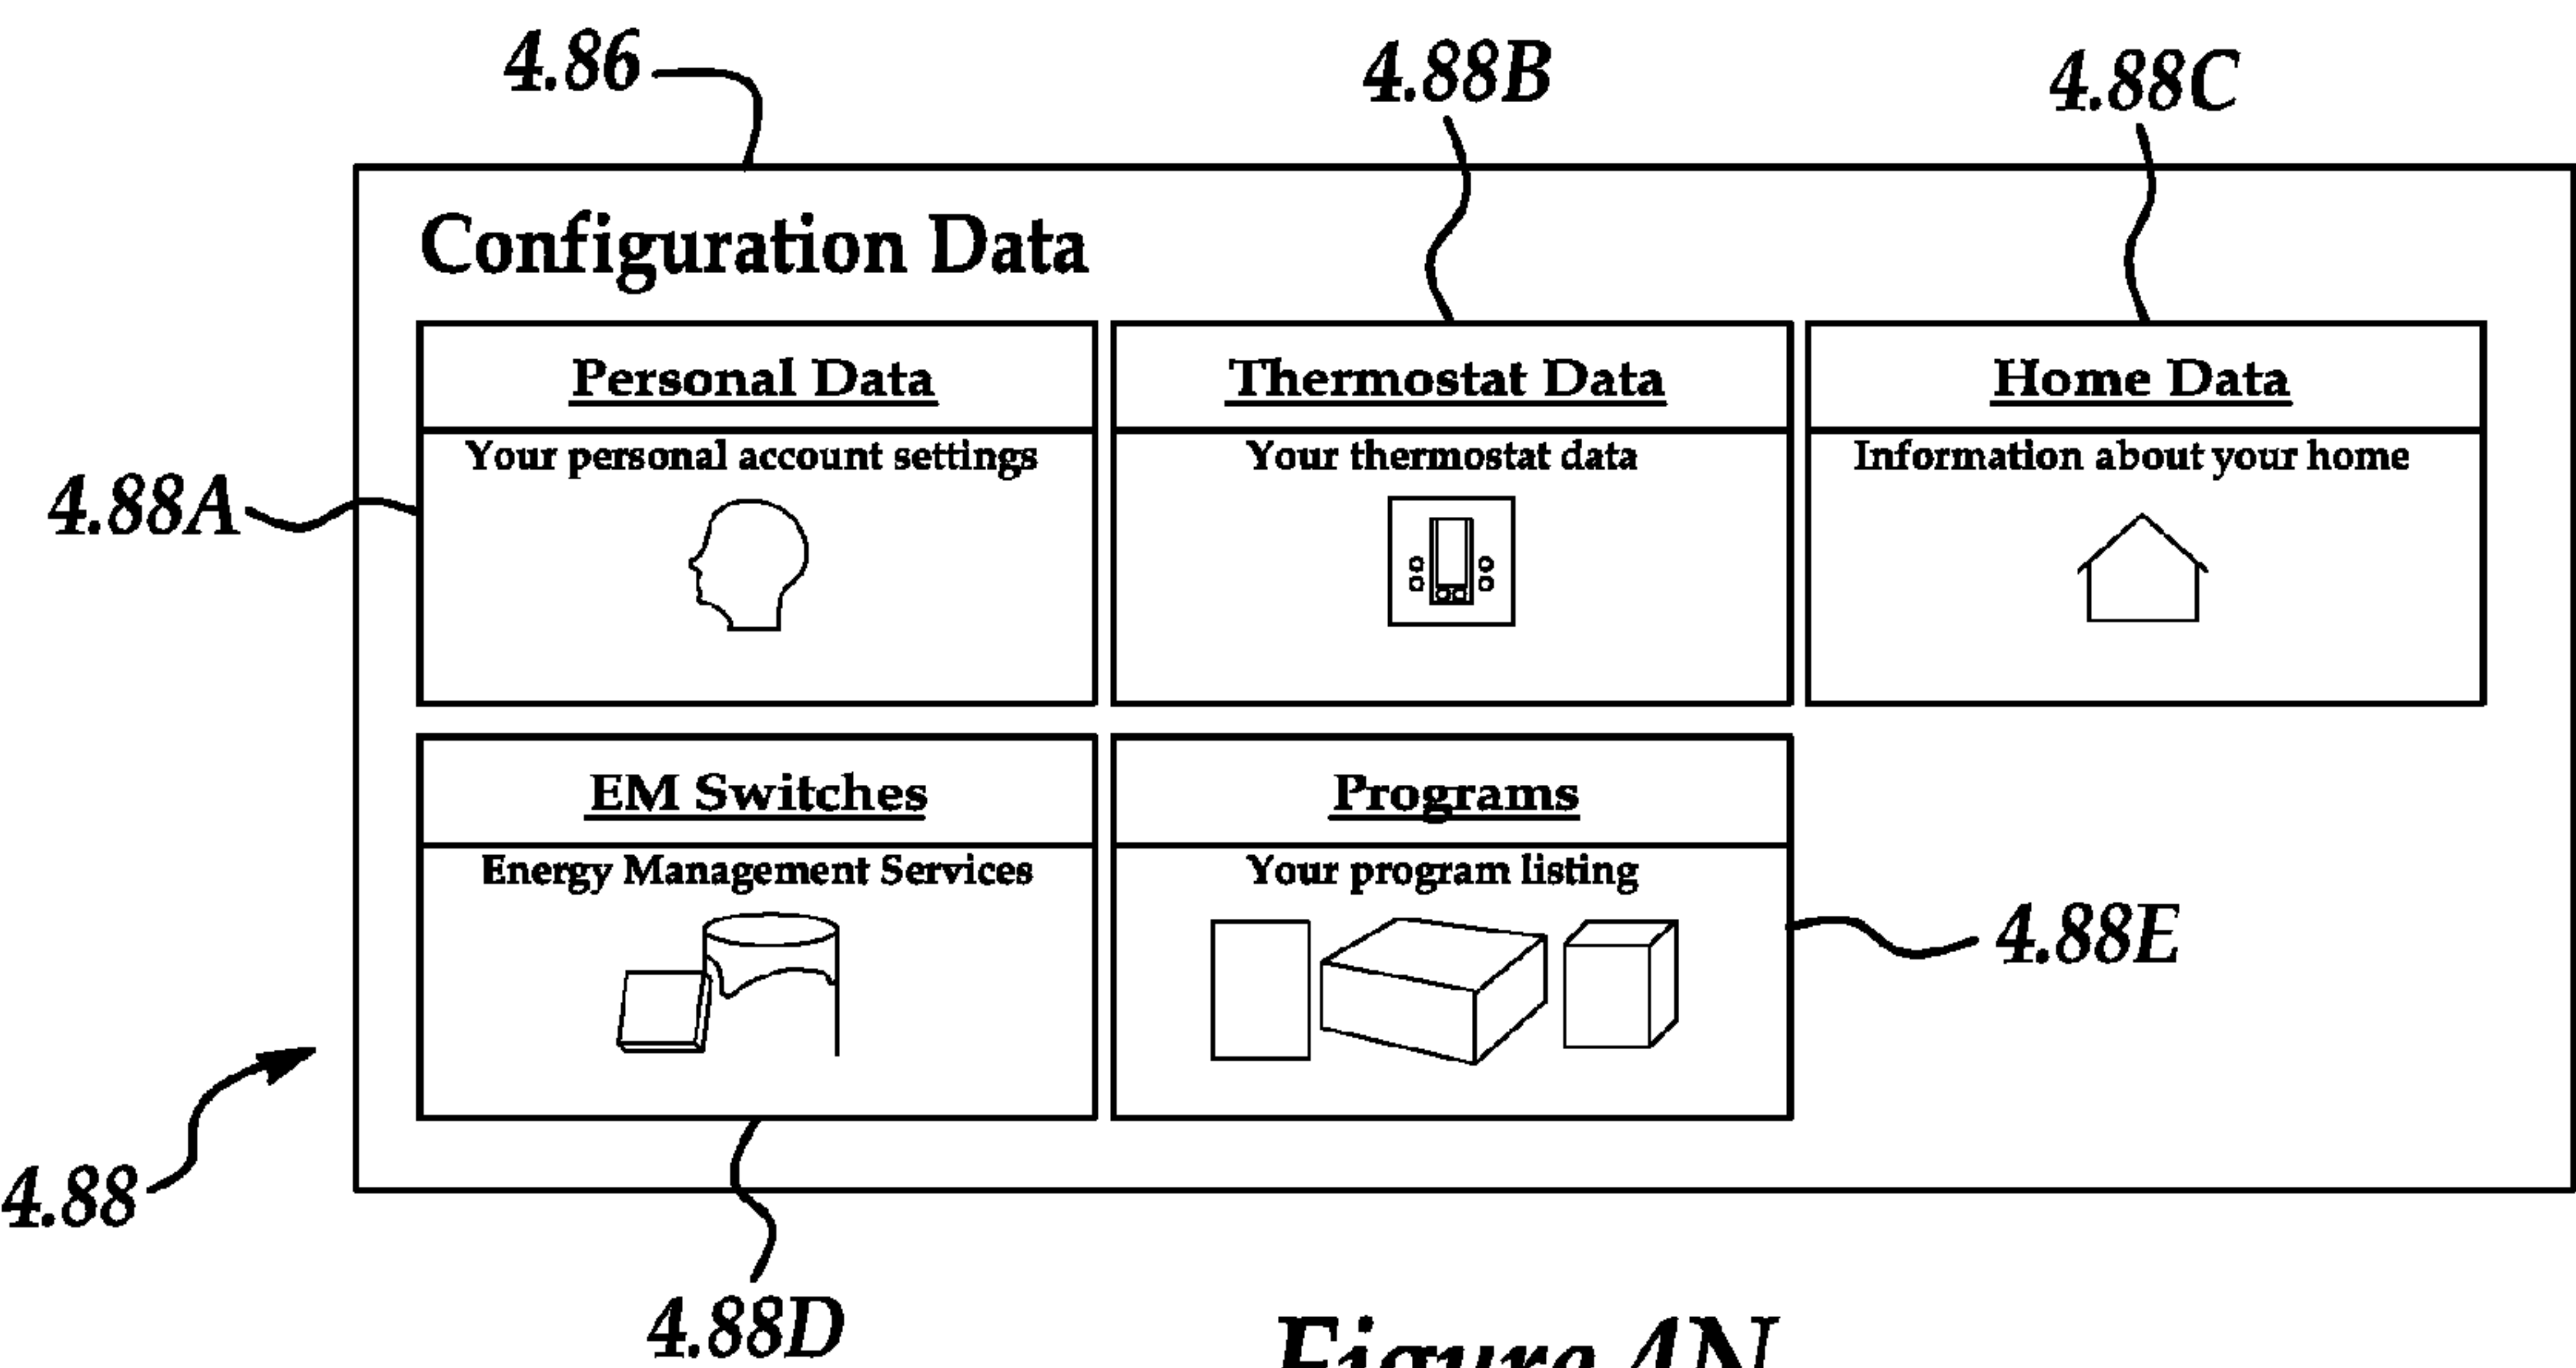 4.86
4.88B
4.88C
Configuration Data
Personal Data
Thermostat Data
Home Data
Your personal account settings
Your thermostat data
Information about your home
4.88A
EM Switches
Programs
Energy Management Services
Your program listing
4.88E
4.88
4.88D
Figure 4N